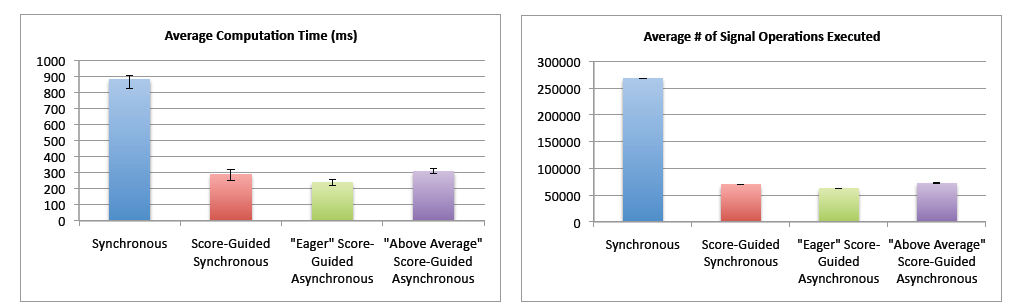 Average Computation Time (ms)
1000
900
800
700
600
500
400
300
200
100
0
Synchronous
Score-Guided
Synchronous
"Eager" Score-
Guided
Asynchronous
"Above Average"
Score-Guided
Asynchronous
Average # of Signal Operations Executed
300000
250000
200000
150000
100000
50000
0
Synchronous
Score-Guided
Synchronous
"Eager" Score-
Guided
Asynchronous
"Above Average"
Score-Guided
Asynchronous